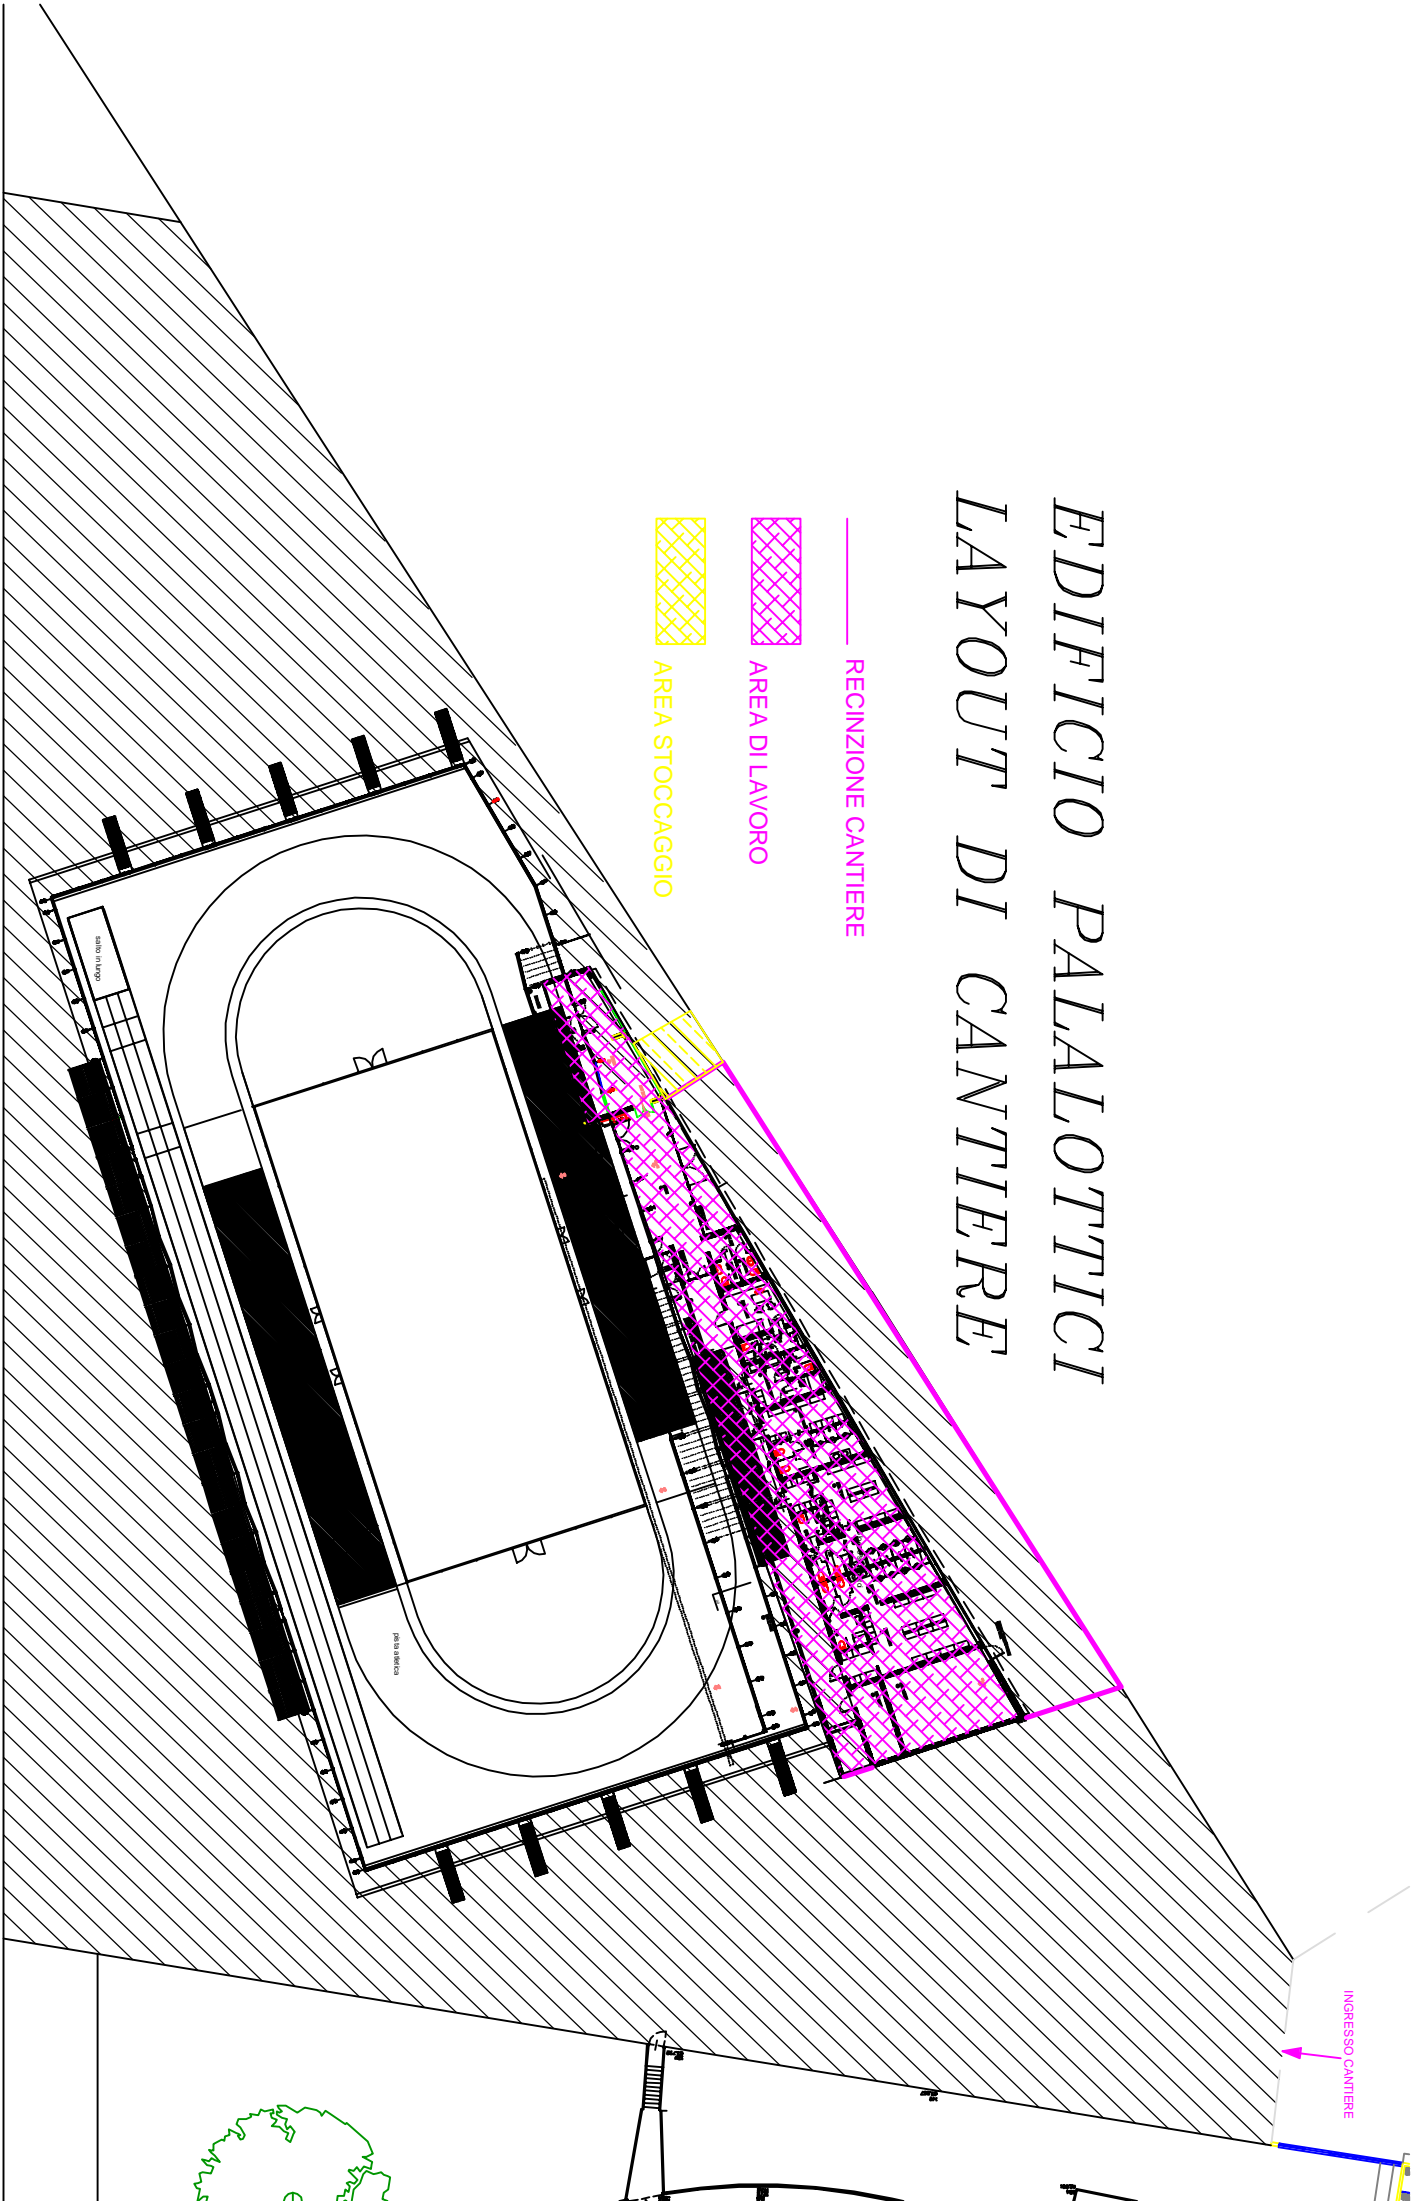 EDIFICIO PALALOTTICI
LAYOUT DI CANTIERE
RECINZIONE CANTIERE
AREA DI LAVORO
AREA STOCCAGGIO
salto in lungo
pista atletica
INGRESSO CANTIERE